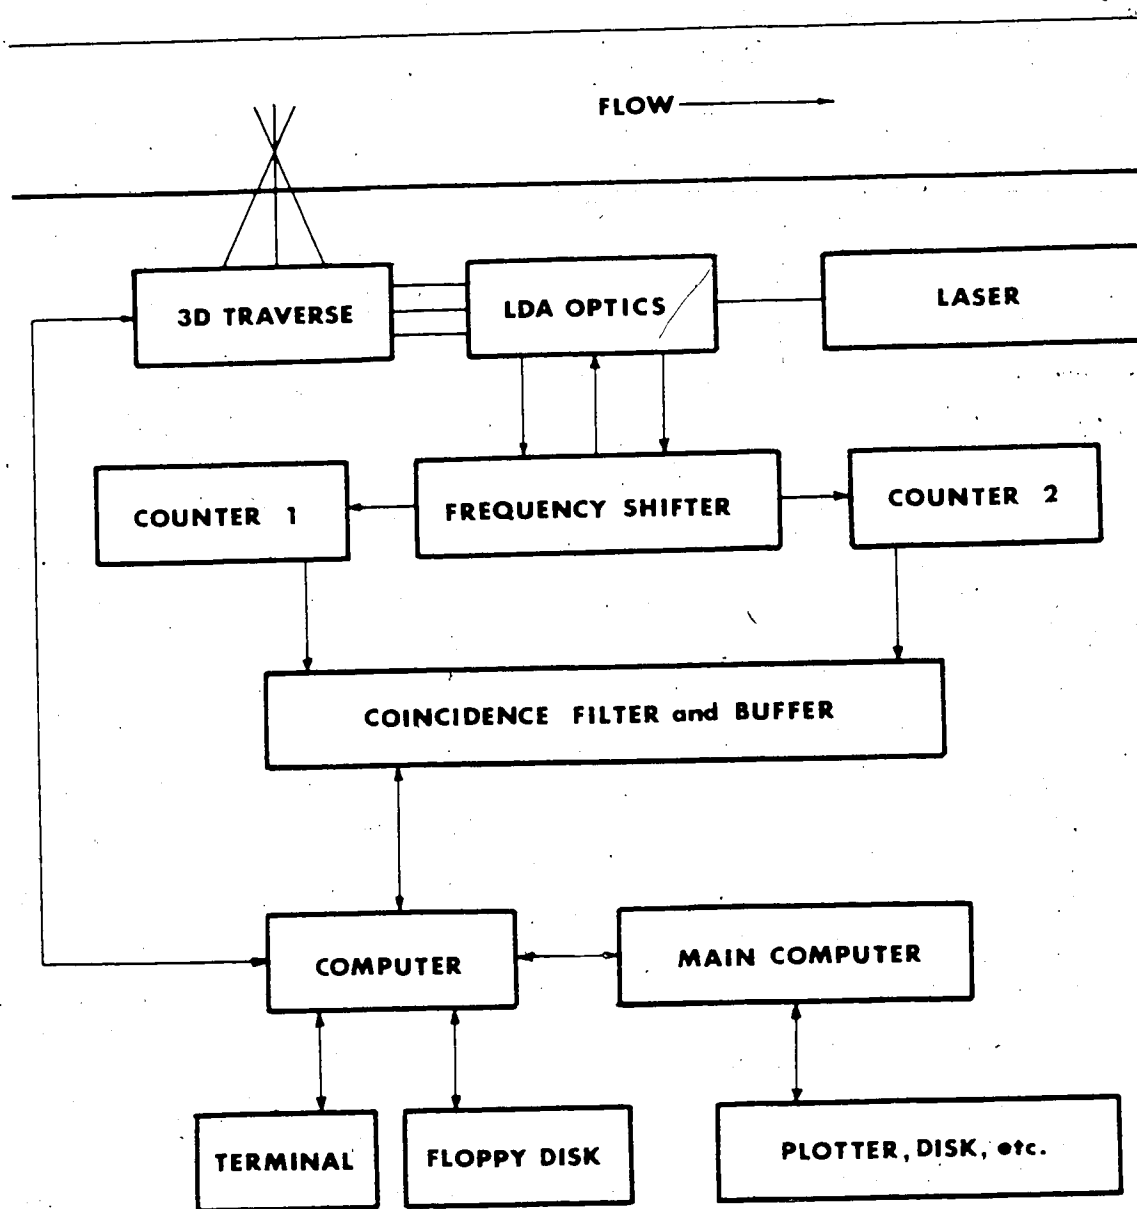 FLOW
3D TRAVERSE
LDA OPTICS
LASER
COUNTER 1
FREQUENCY SHIFTER
COUNTER 2
COINCIDENCE FILTER and BUFFER
COMPUTER
MAIN COMPUTER
TERMINAL
FLOPPY DISK
PLOTTER, DISK, etc.